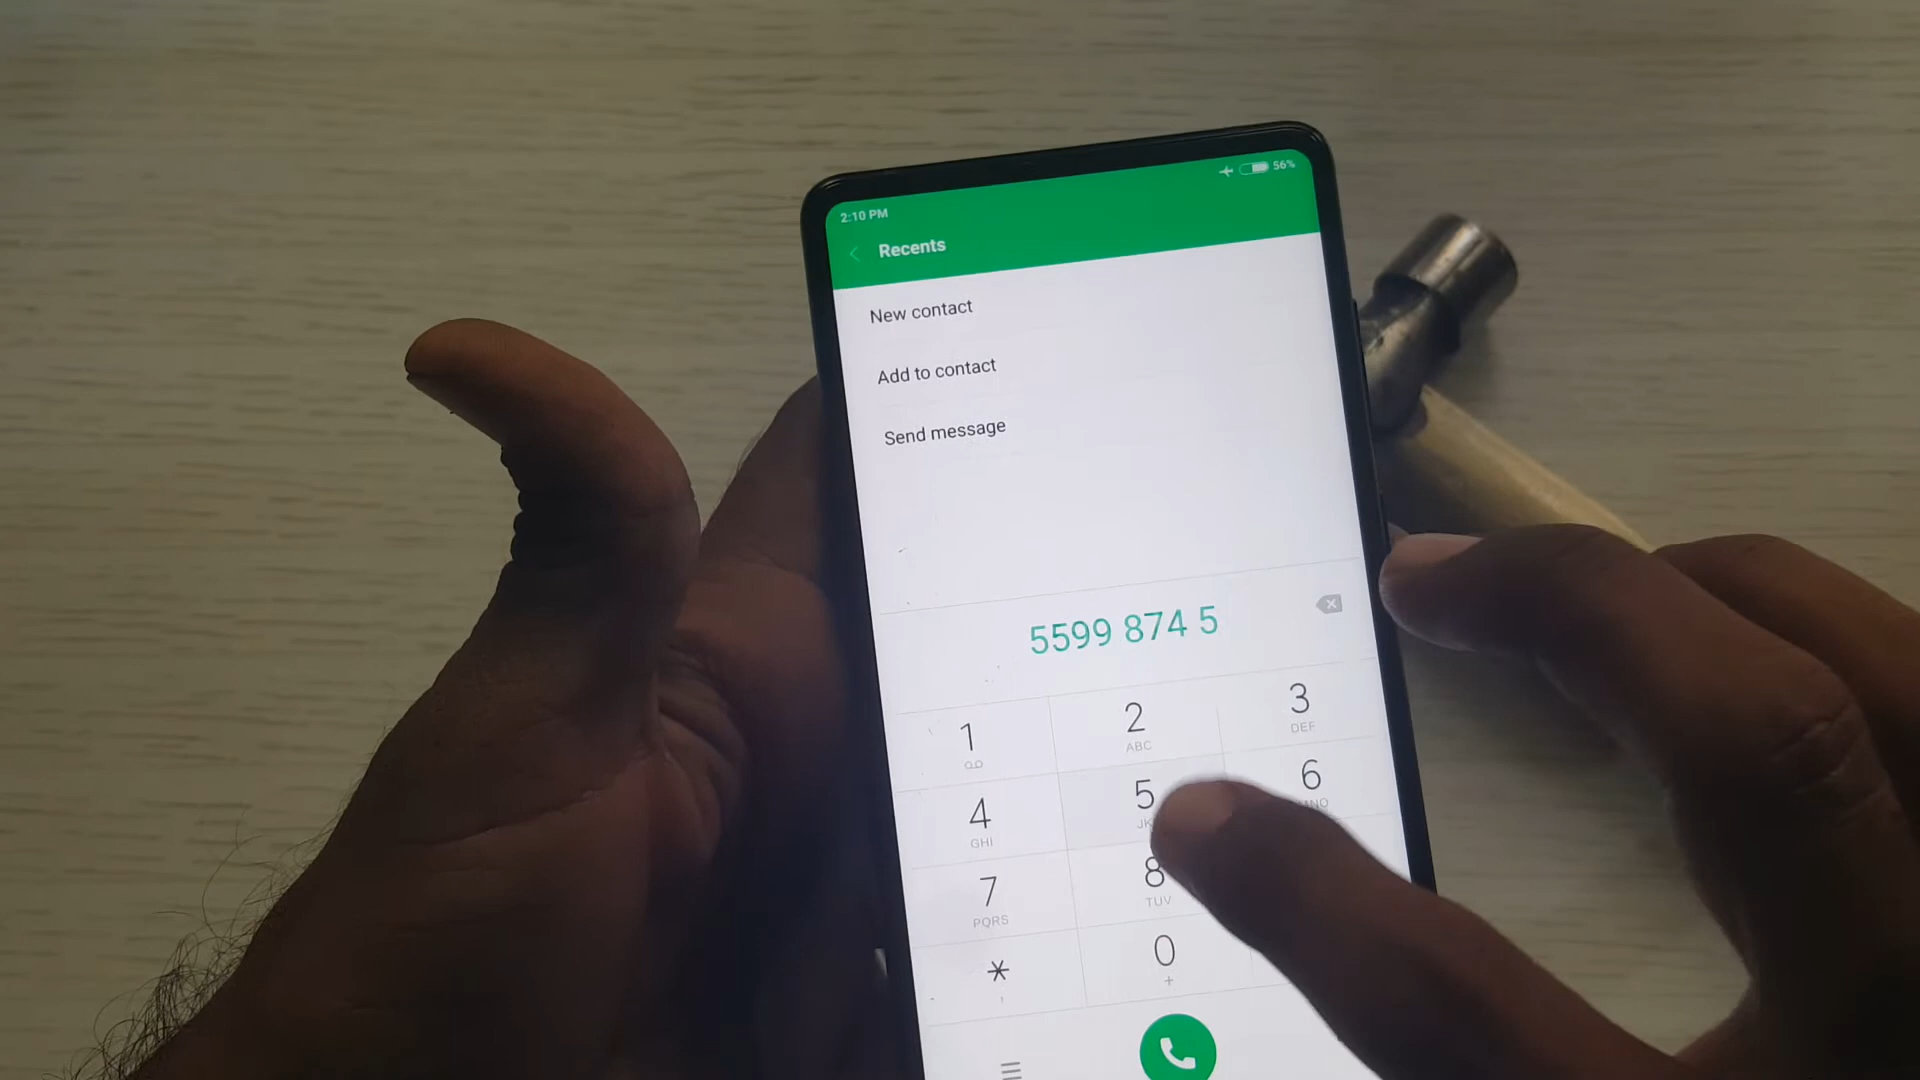 2:10 PM 56%
Recents
New contact
Add to contact
Send message
5599 874 5
1 2 3
ABC DEF
4 5 6
GHI
7 8
PQRS TUV
* 0
, +